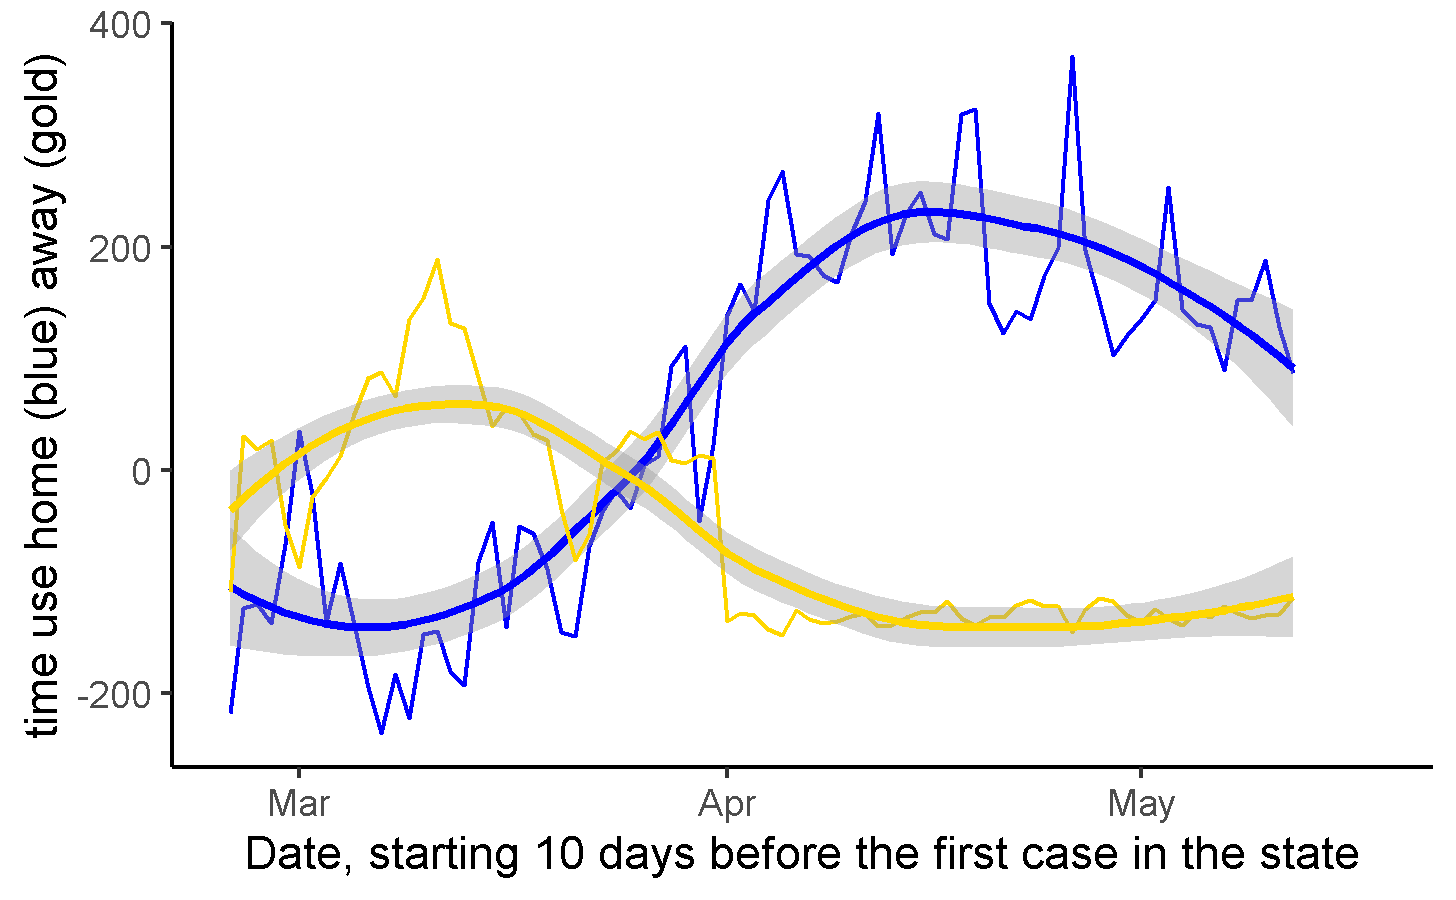 time use home (blue) away (gold)
400
200
0
-200
Mar Apr May
Date, starting 10 days before the first case in the state